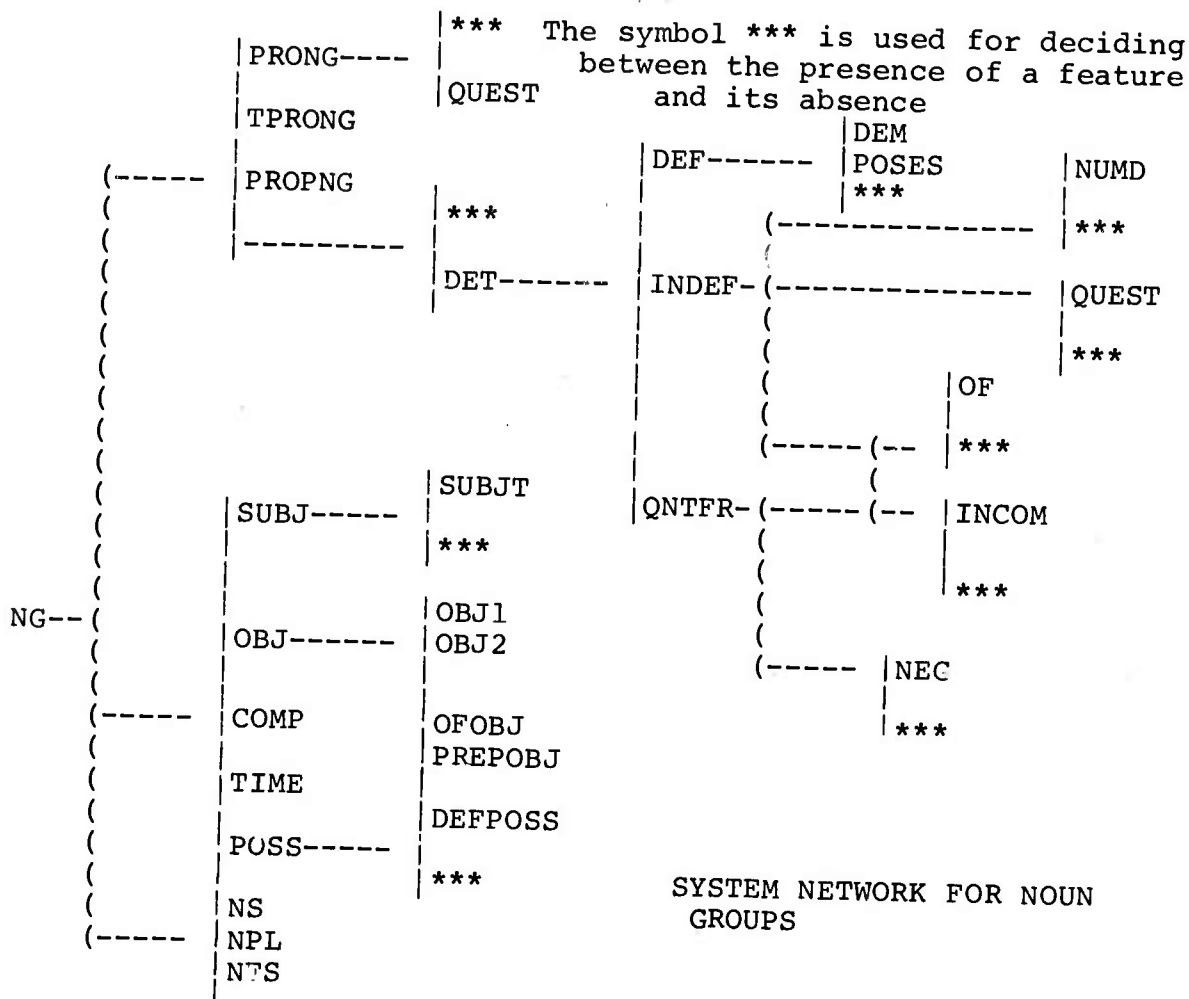 *** The symbol *** is used for deciding
PRONG---- between the presence of a feature
QUEST and its absence
TPRONG DEM
DEF------ POSES NUMD
(----- PROPNG ***
*** (-------------- ***
---------
DET------ INDEF-(-------------- QUEST
***
OF
(-----(-- ***
SUBJT
SUBJ----- QNTFR-(-----(-- INCOM
***
***
OBJ1
NG--(
OBJ------ OBJ2
(----- NEC
(----- COMP OFOBJ ***
PREPOBJ
TIME
DEFPOSS
POSS-----
*** SYSTEM NETWORK FOR NOUN
NS GROUPS
(----- NPL